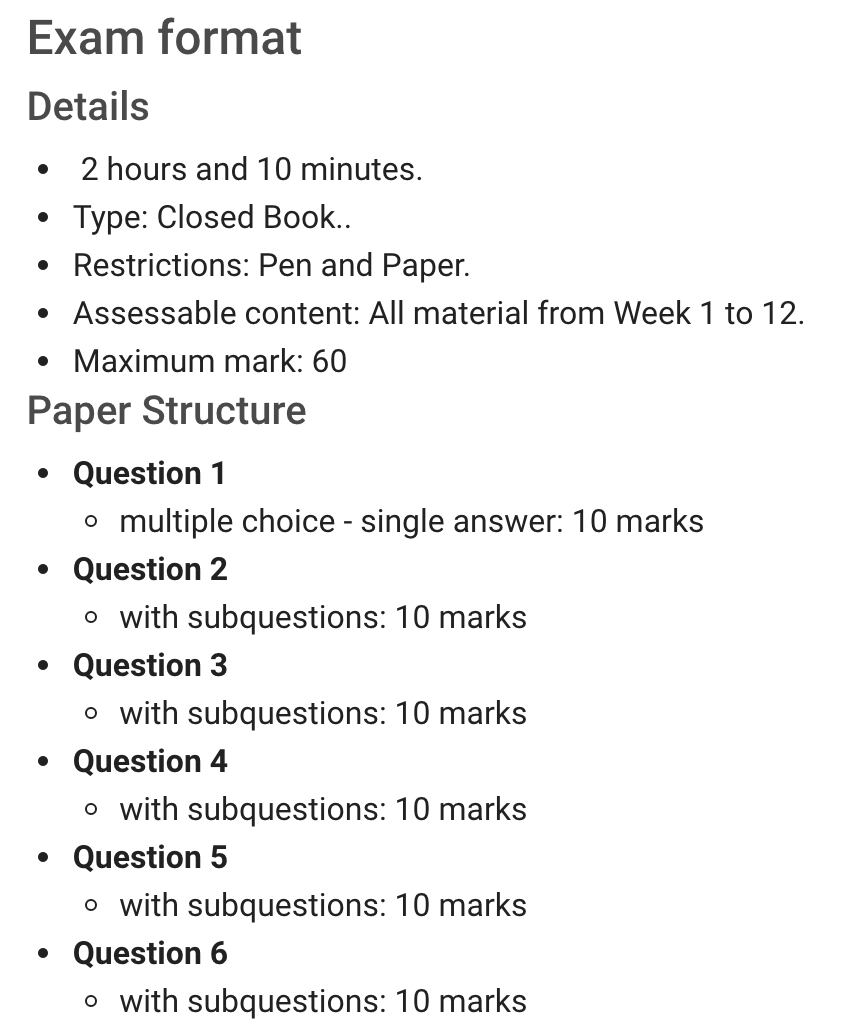 Exam format
Details
• 2 hours and 10 minutes.
• Type: Closed Book..
• Restrictions: Pen and Paper.
• Assessable content: All material from Week 1 to 12.
• Maximum mark: 60
Paper Structure
• Question 1
◦ multiple choice - single answer: 10 marks
• Question 2
◦ with subquestions: 10 marks
• Question 3
◦ with subquestions: 10 marks
• Question 4
◦ with subquestions: 10 marks
• Question 5
◦ with subquestions: 10 marks
• Question 6
◦ with subquestions: 10 marks